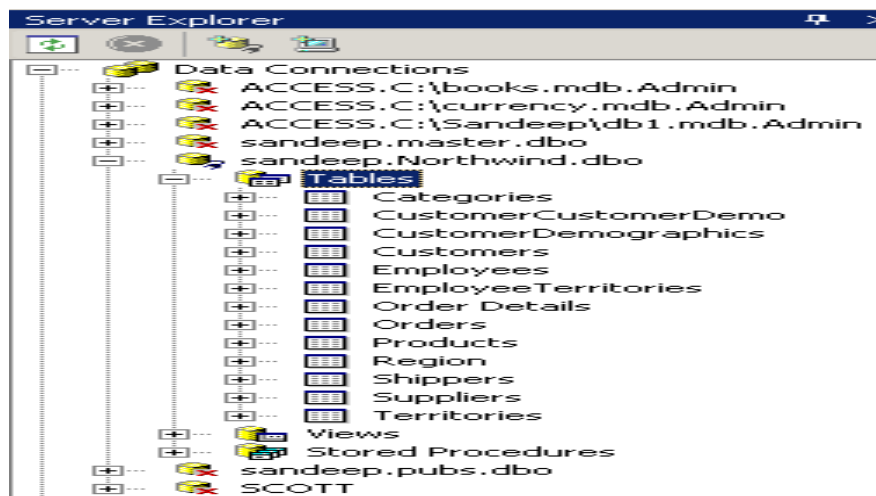 Server Explorer
Data Connections
ACCESS.C:\books.mdb.Admin
ACCESS.C:\currency.mdb.Admin
ACCESS.C:\Sandeep\db1.mdb.Admin
sandeep.master.dbo
sandeep.Northwind.dbo
Tables
Categories
CustomerCustomerDemo
CustomerDemographics
Customers
Employees
EmployeeTerritories
Order Details
Orders
Products
Region
Shippers
Suppliers
Territories
Views
Stored Procedures
sandeep.pubs.dbo
SCOTT